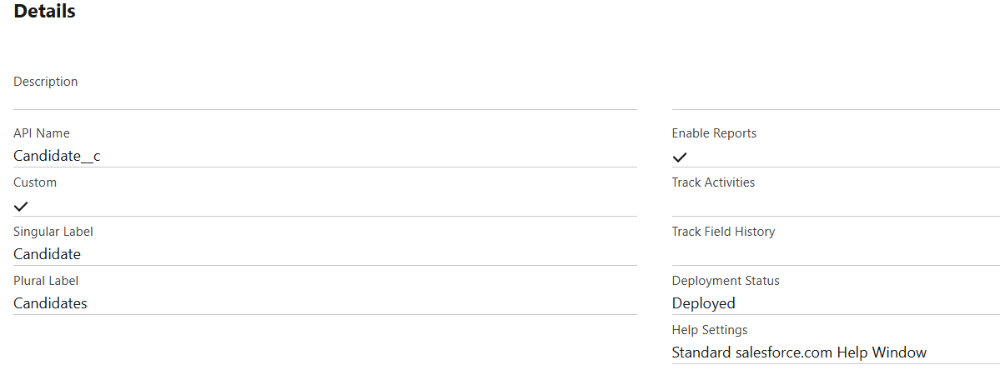 Details
Description
API Name
Candidate__c
Custom
Singular Label
Candidate
Plural Label
Candidates
Enable Reports
Track Activities
Track Field History
Deployment Status
Deployed
Help Settings
Standard salesforce.com Help Window